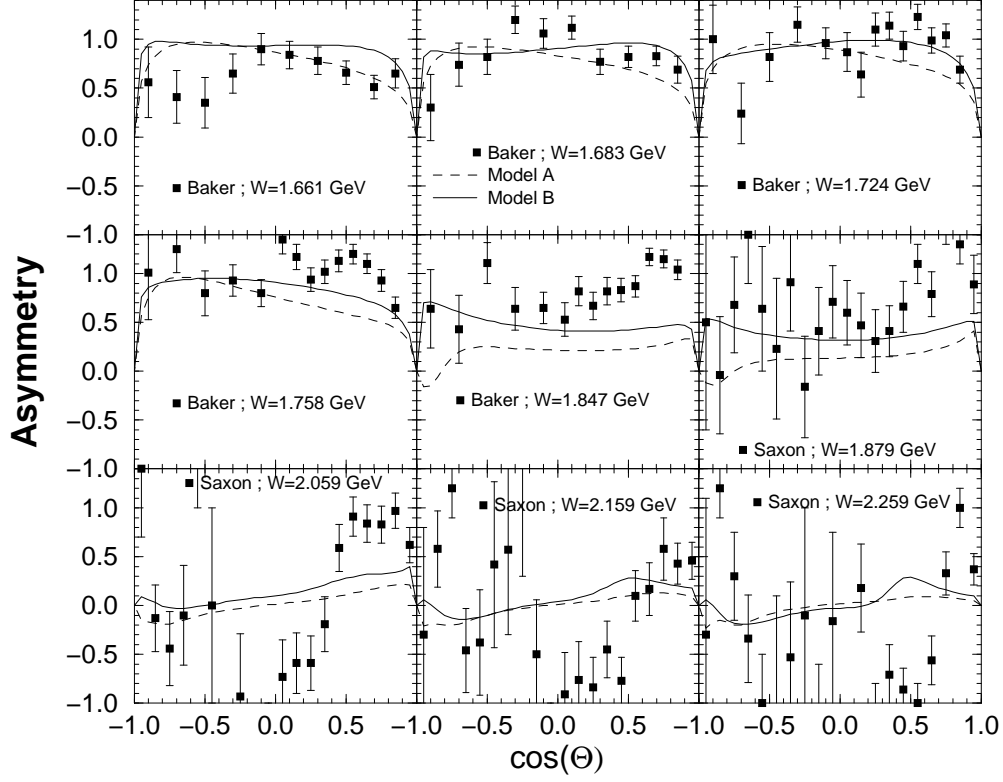 1.0
0.5
0.0
−0.5
Baker ; W=1.661 GeV
Baker ; W=1.683 GeV
Model A
Model B
Baker ; W=1.724 GeV
−1.0
1.0
0.5
0.0
−0.5
Asymmetry
Baker ; W=1.758 GeV
Baker ; W=1.847 GeV
Saxon ; W=1.879 GeV
−1.0
0.5
0.0
−0.5
−1.0
Saxon ; W=2.059 GeV
Saxon ; W=2.159 GeV
Saxon ; W=2.259 GeV
−1.0 −0.5 0.0 0.5 −1.0 −0.5 0.0 0.5 −1.0 −0.5 0.0 0.5 1.0
cos(Θ)